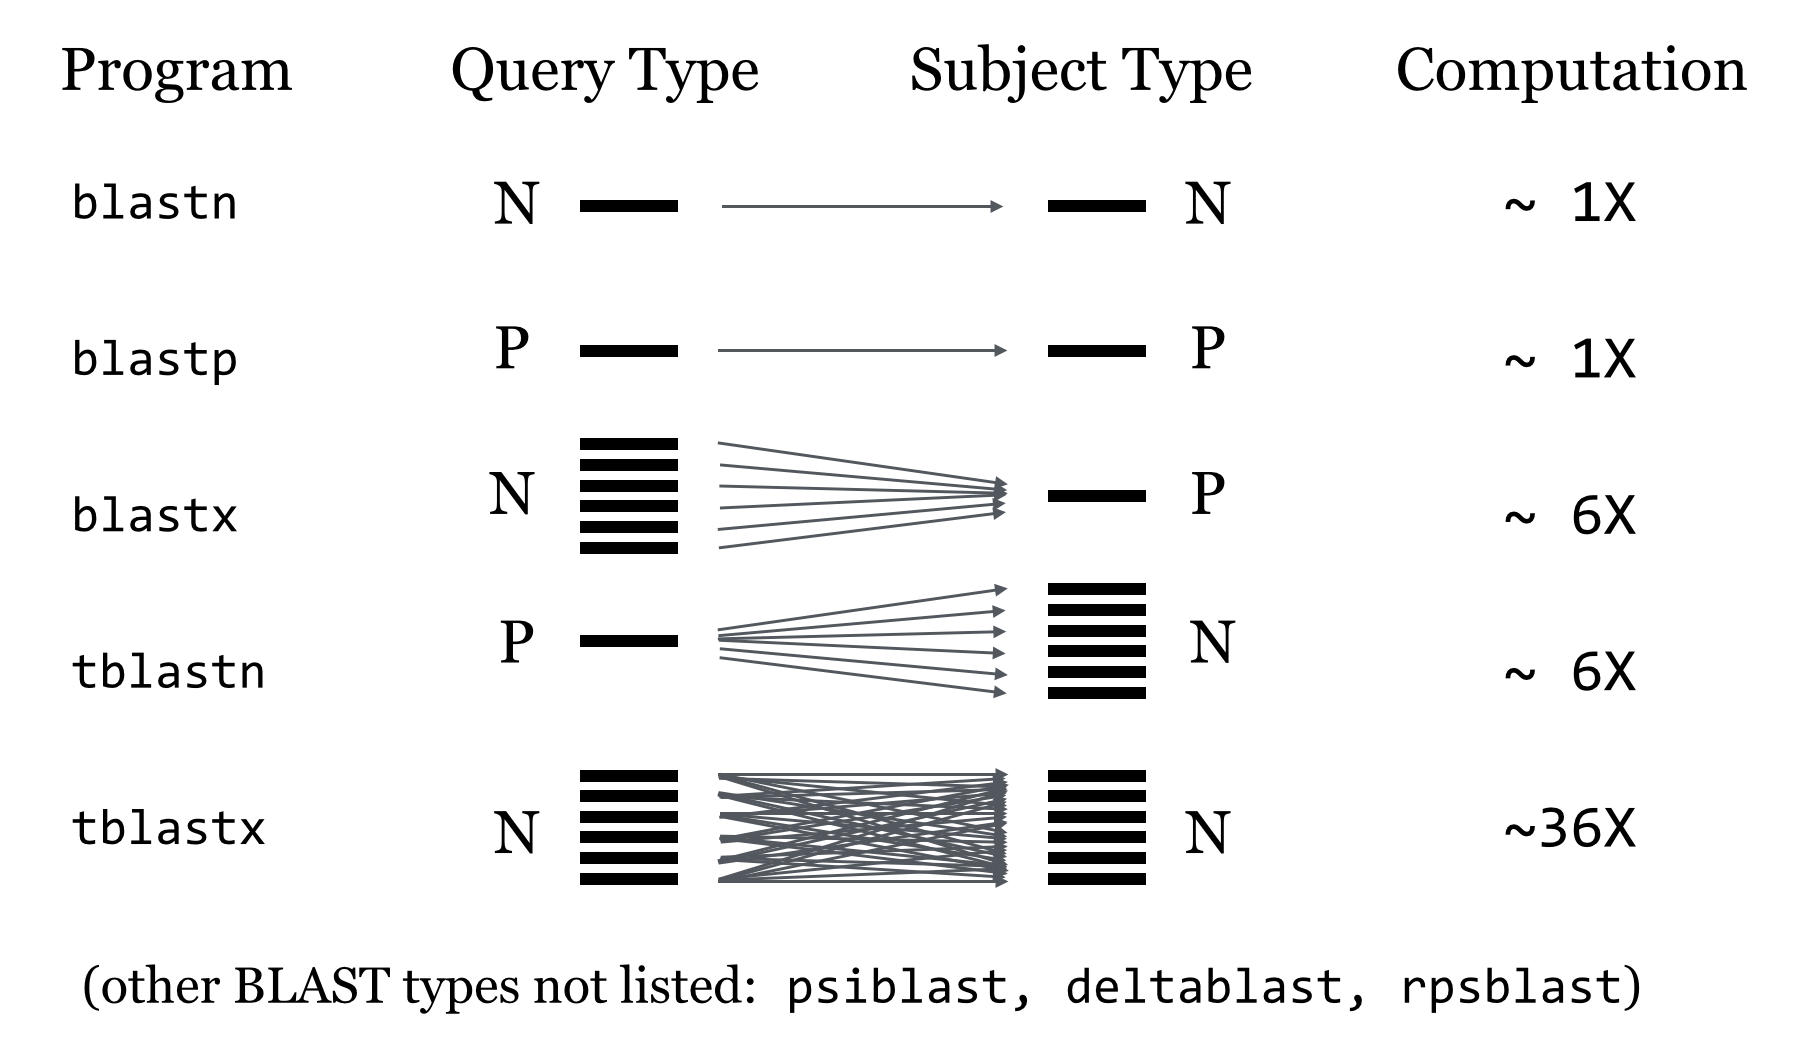 Program Query Type Subject Type Computation
blastn N N ~ 1X
blastp P P ~ 1X
blastx N P ~ 6X
tblastn P N ~ 6X
tblastx N N ~36X
(other BLAST types not listed: psiblast, deltablast, rpsblast)